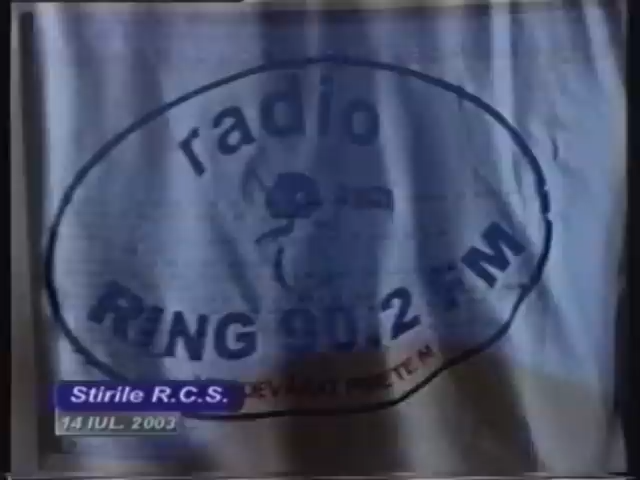 radio
RING 90.2 FM
Stirile R.C.S.
14 IUL. 2003